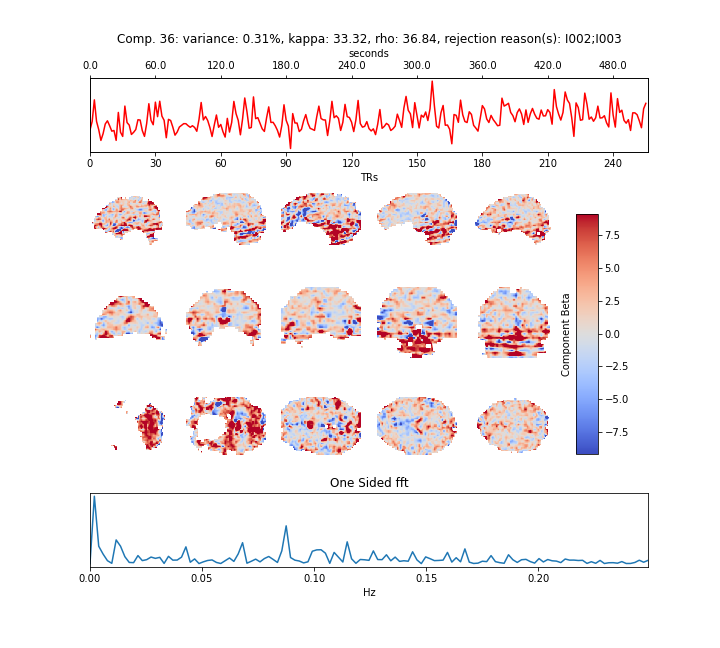 Comp. 36: variance: 0.31%, kappa: 33.32, rho: 36.84, rejection reason(s): I002;I003
seconds
0.0 60.0 120.0 180.0 240.0 300.0 360.0 420.0 480.0
0 30 60 90 120 150 180 210 240
TRs
7.5
5.0
2.5
0.0
−2.5
−5.0
−7.5
Component Beta
One Sided fft
0.00 0.05 0.10 0.15 0.20
Hz